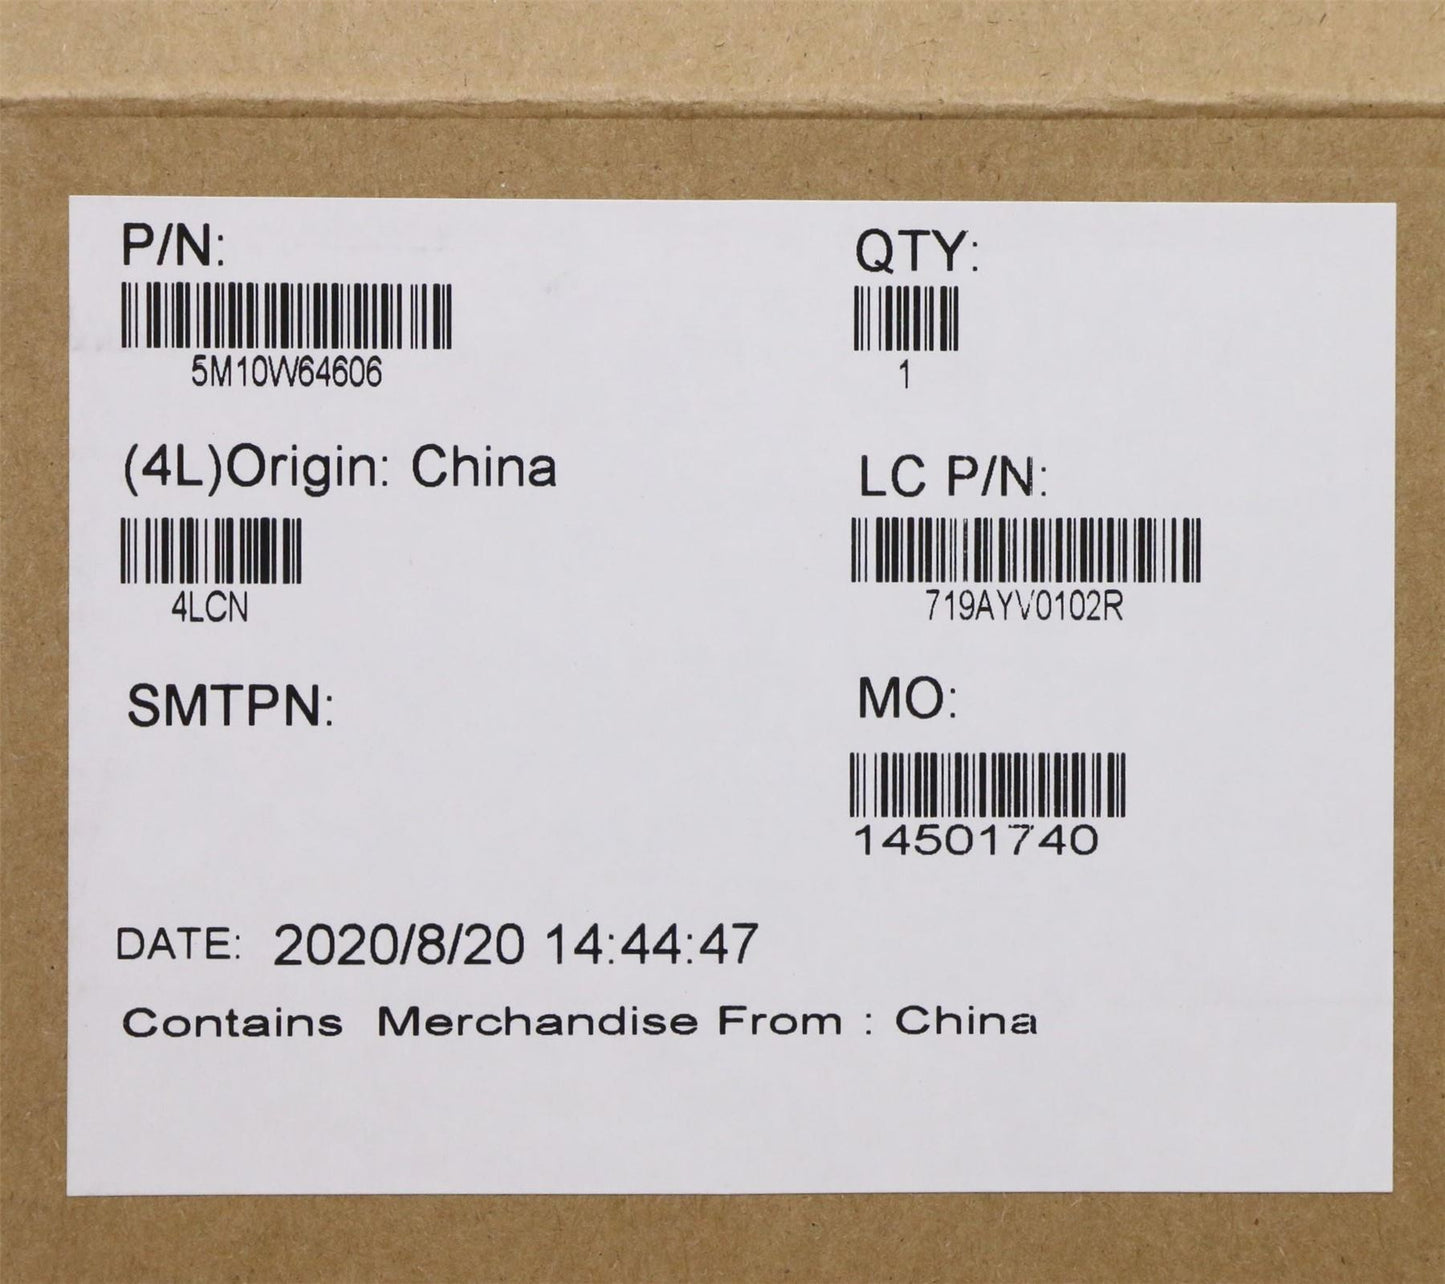 P/N:
5M10W64606
QTY:
1
(4L)Origin: China
4LCN
LC P/N:
719AYV0102R
SMTPN:
MO:
14501740
DATE: 2020/8/20 14:44:47
Contains Merchandise From : China